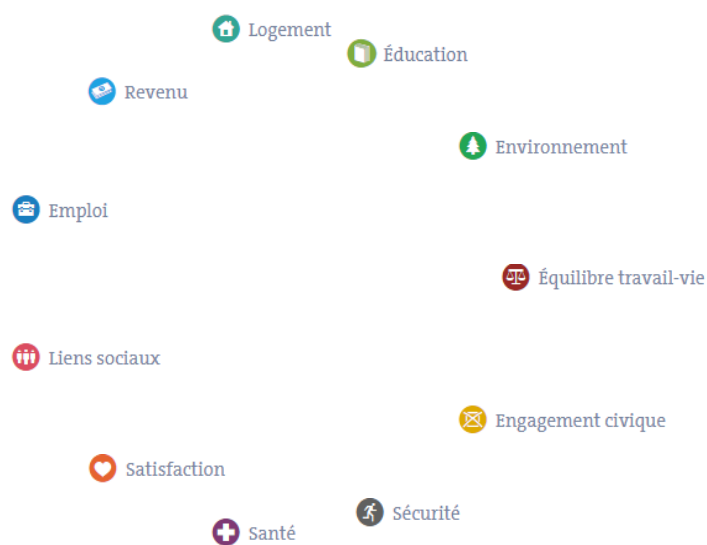 Logement
Éducation
Revenu
Environnement
Emploi
Équilibre travail-vie
Liens sociaux
Engagement civique
Satisfaction
Sécurité
Santé